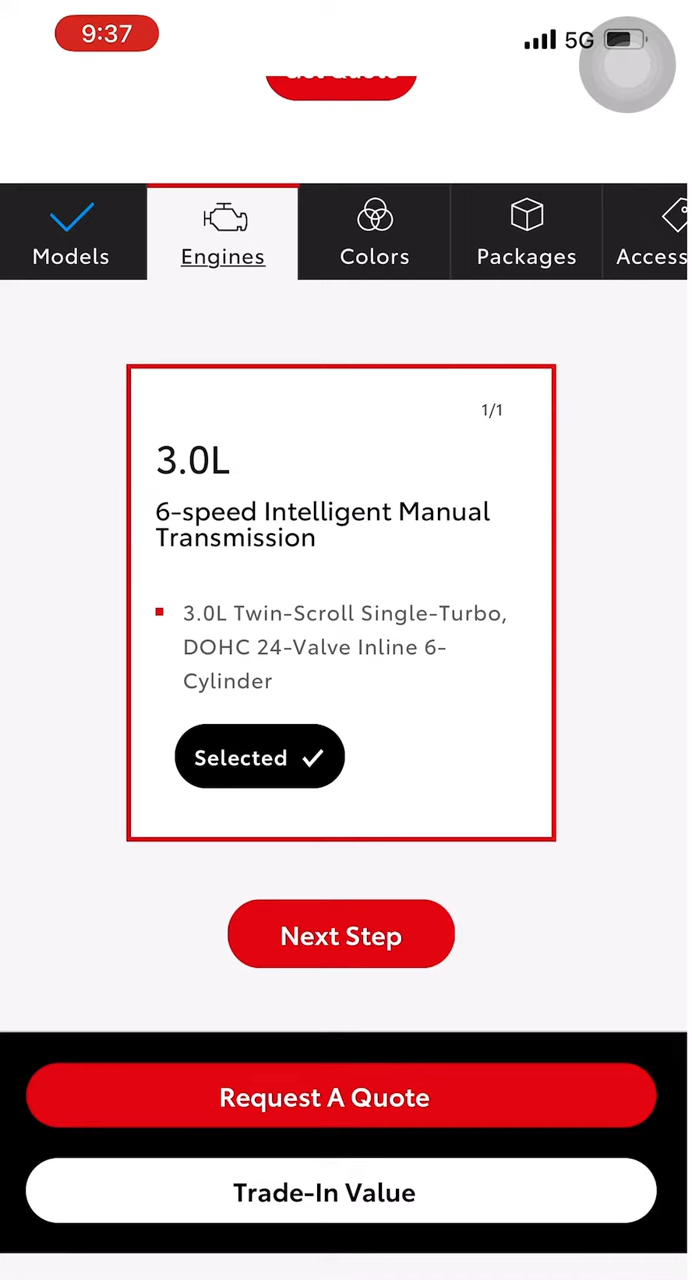 9:37
5G
Models
Engines
Colors
Packages
Access
1/1
3.0L
6-speed Intelligent Manual
Transmission
3.0L Twin-Scroll Single-Turbo,
DOHC 24-Valve Inline 6-
Cylinder
Selected
Next Step
Request A Quote
Trade-In Value